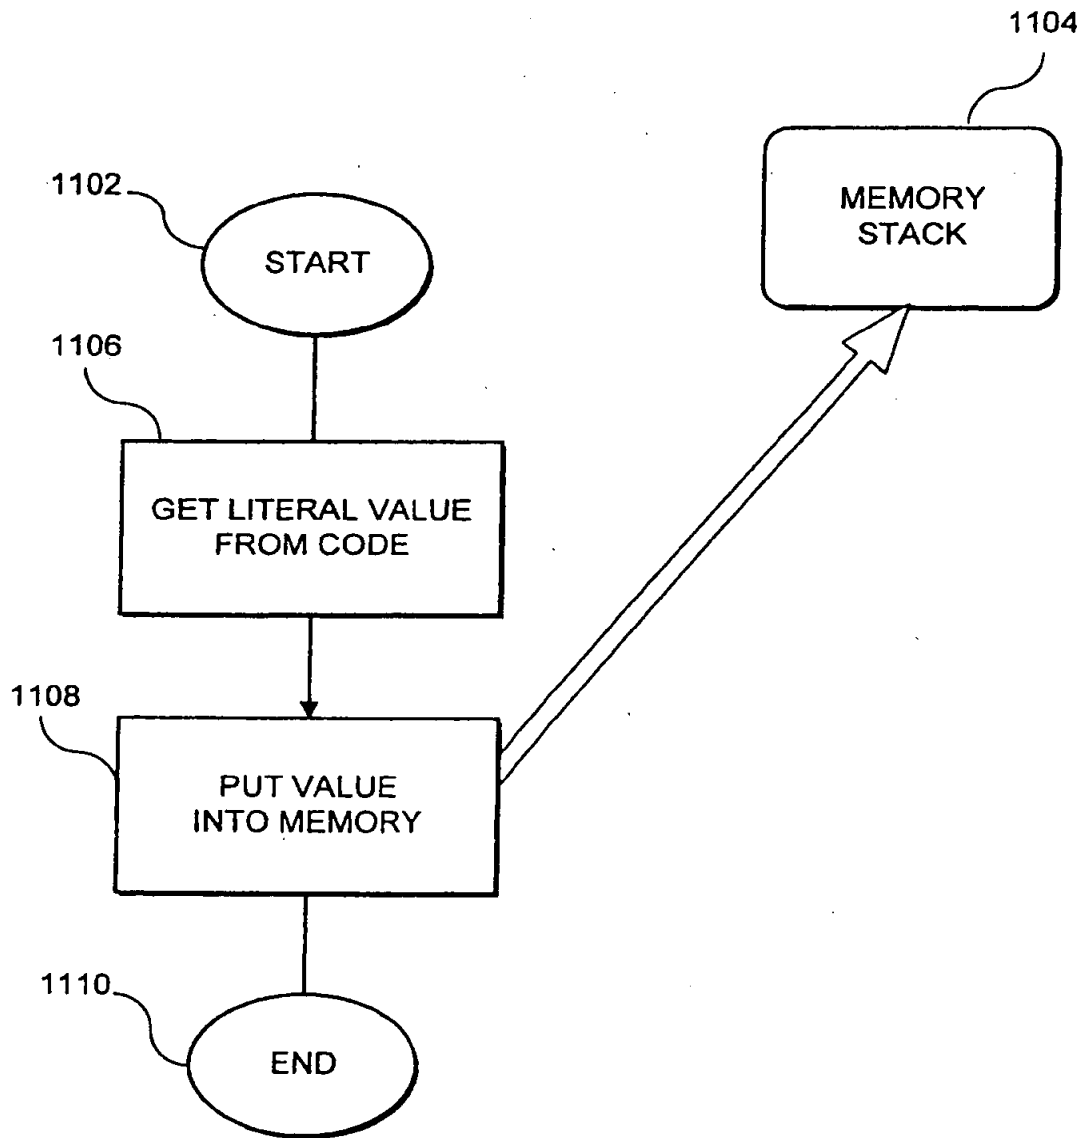 1104
MEMORY
STACK
1102
START
1106
GET LITERAL VALUE
FROM CODE
1108
PUT VALUE
INTO MEMORY
1110
END